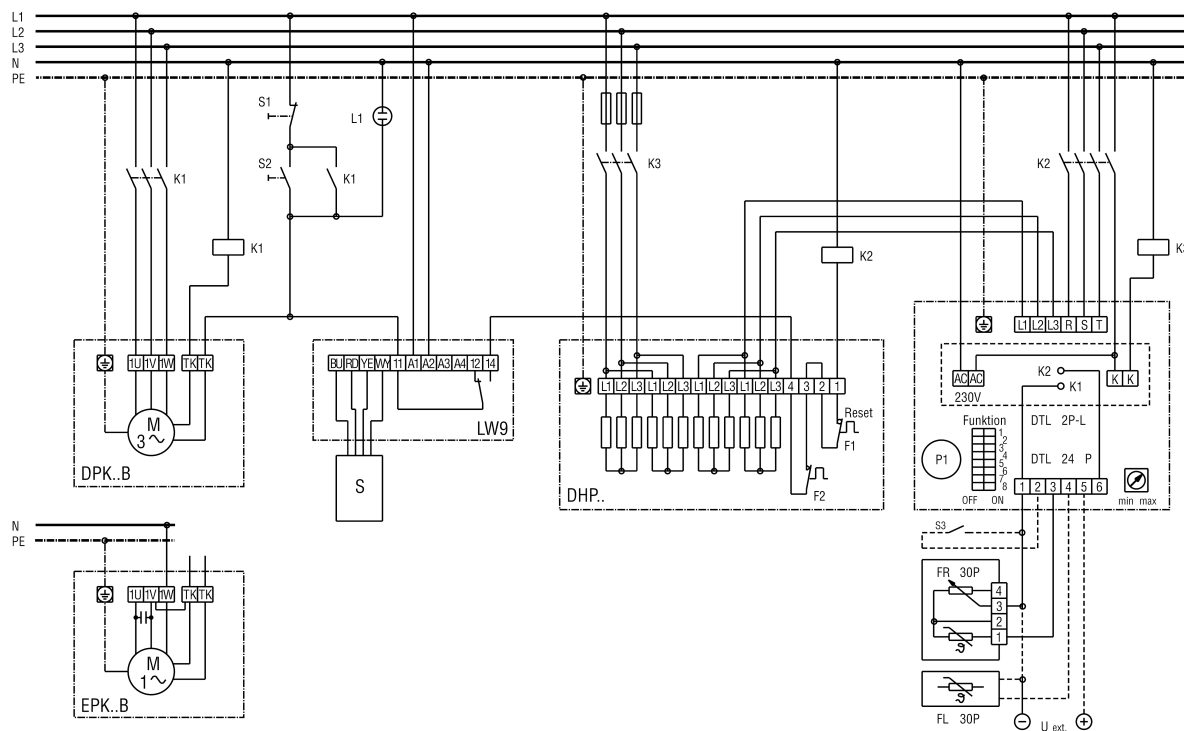 L1
L2
L3
N
PE
S1
L1
S2
K1
K1
K3
K2
K1
K2
K3
L1 L2 L3 R S T
1U 1V 1W TK TK
BU RD YE WY 11 A1 A2 A3 A4 12 14
L1 L2 L3 L1 L2 L3 L1 L2 L3 L1 L2 L3 4 3 2 1
AC AC
K2
K1
K K
230V
M
3~
DPK..B
LW9
S
Reset
F1
F2
DHP..
Funktion
DTL 2P-L
P1
1
2
3
4
5
6
7
8
DTL 24 P
OFF ON
1 2 3 4 5 6
min max
N
PE
S3
1U 1V 1W TK TK
M
1~
EPK..B
FR 30P
4
3
2
1
ϑ
ϑ
FL 30P
− U ext. +